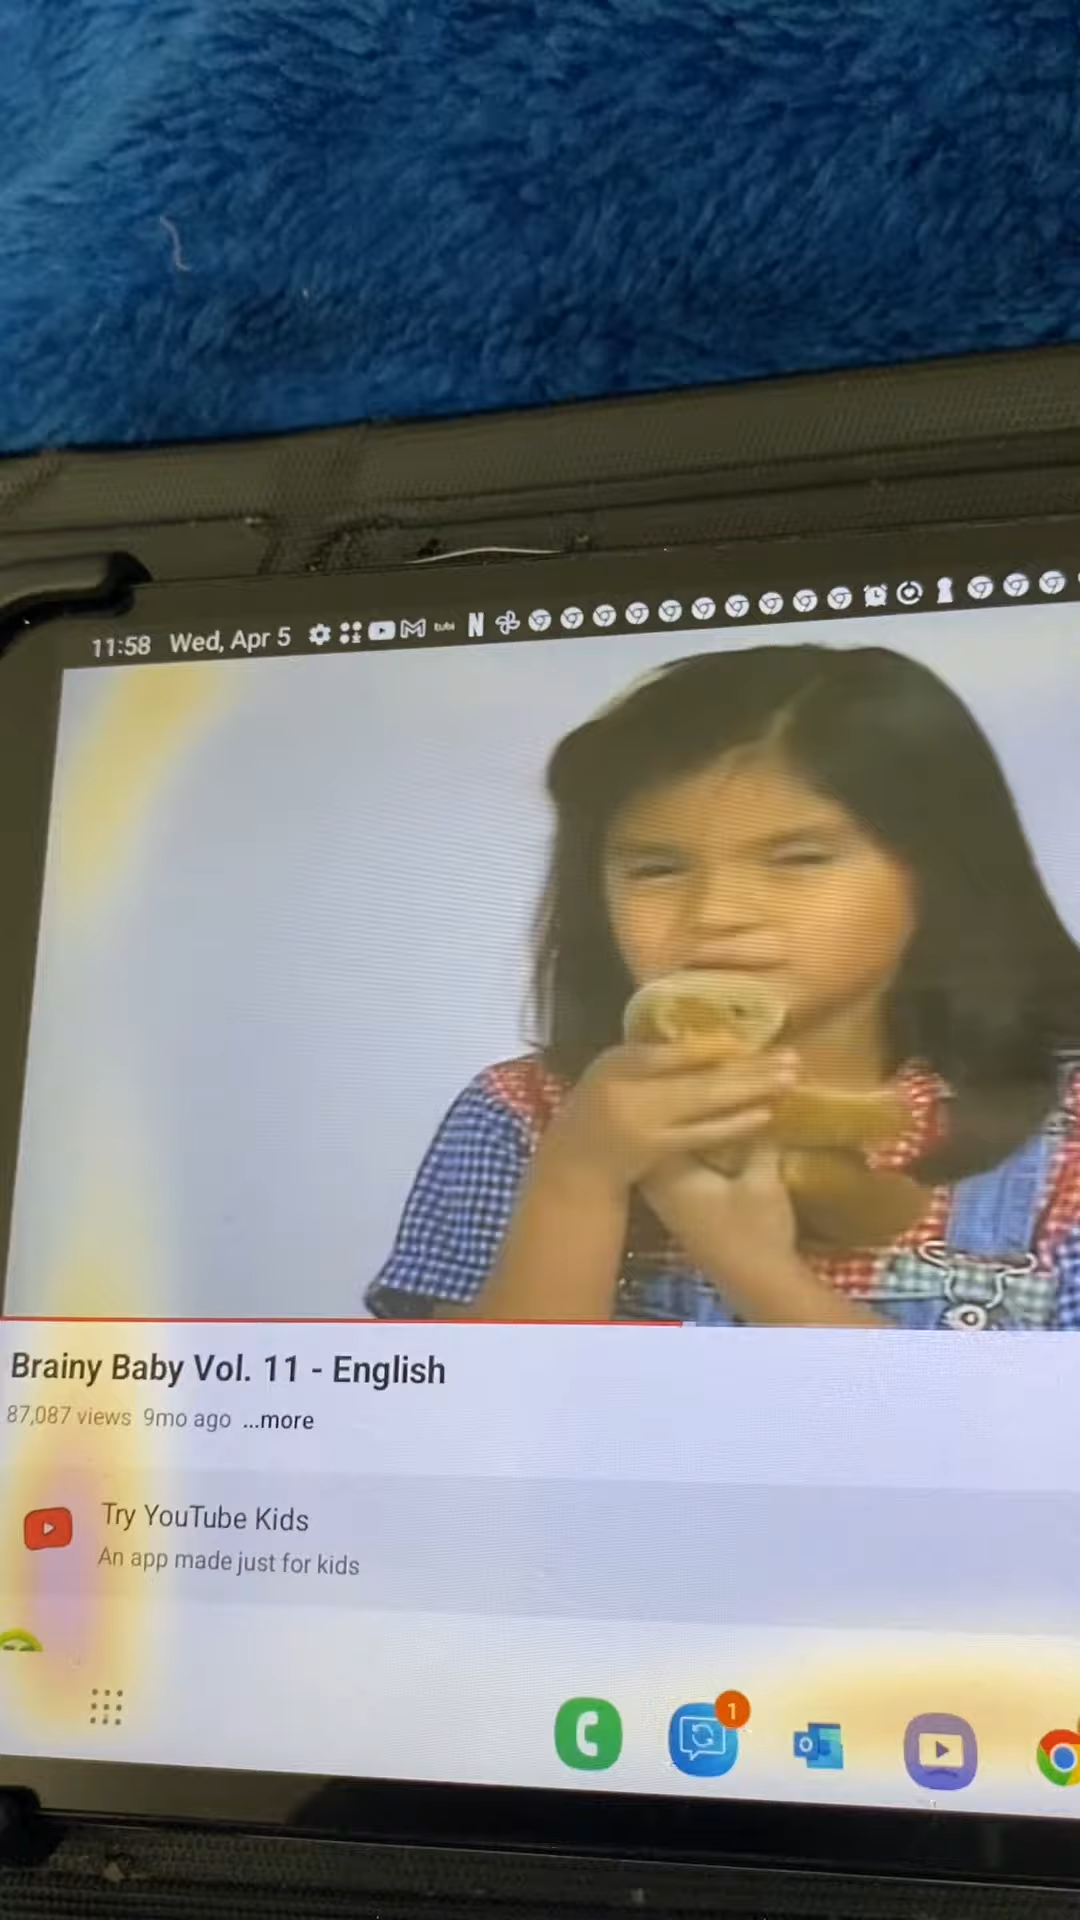 11:58 Wed, Apr 5 tubi N
Brainy Baby Vol. 11 - English
87,087 views 9mo ago ...more
Try YouTube Kids
An app made just for kids
1